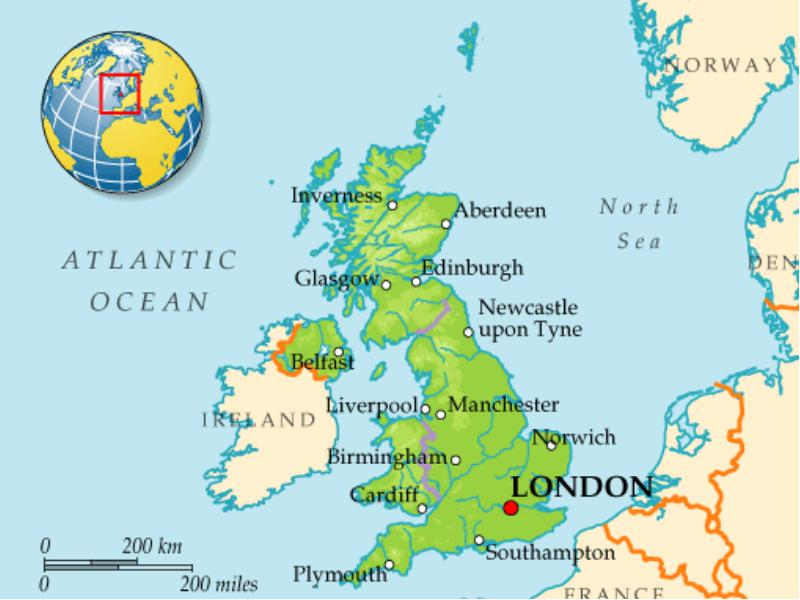 NORWAY
Inverness
Aberdeen
North
Sea
ATLANTIC
OCEAN
DEN
Glasgow
Edinburgh
Newcastle
upon Tyne
Belfast
Liverpool
Manchester
IRELAND
Norwich
Birmingham
LONDON
Cardiff
Southampton
0 200 km
0 200 miles
Plymouth
FRANCE